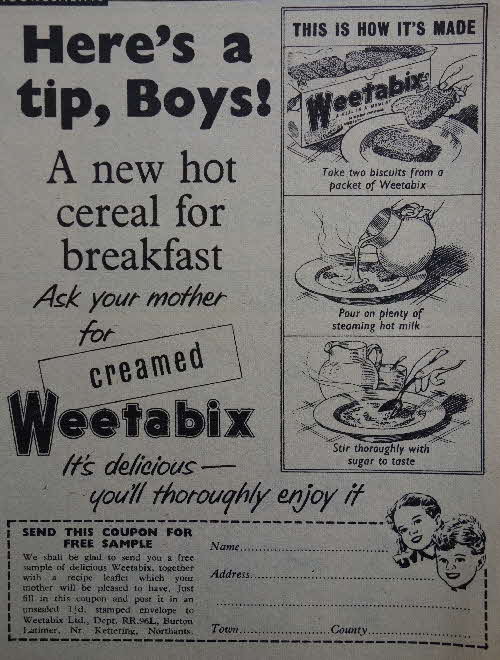 Here's a
tip, Boys!
A new hot
cereal for
breakfast
Ask your mother
for
creamed
Weetabix
It's delicious —
you'll thoroughly enjoy it
THIS IS HOW IT'S MADE
Weetabix
Take two biscuits from a
packet of Weetabix
Pour on plenty of
steaming hot milk
Stir thoroughly with
sugar to taste
SEND THIS COUPON FOR
FREE SAMPLE
We shall be glad to send you a free
sample of delicious Weetabix, together
with a recipe leaflet which your
mother will be pleased to have. Just
fill in this coupon and post it in an
unsealed 1½d. stamped envelope to
Weetabix Ltd., Dept. RR.96L, Burton
Latimer, Nr. Kettering, Northants.
Name
Address
Town County